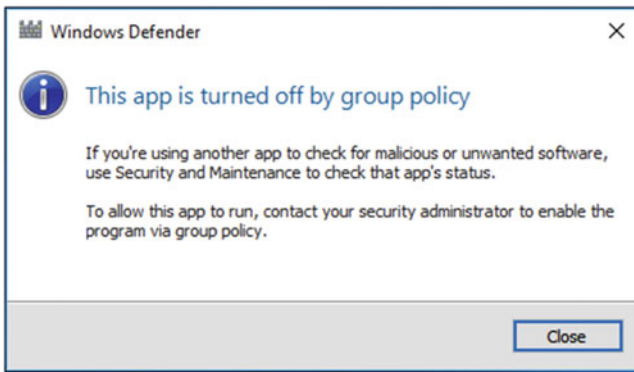 Windows Defender
This app is turned off by group policy
If you're using another app to check for malicious or unwanted software,
use Security and Maintenance to check that app's status.
To allow this app to run, contact your security administrator to enable the
program via group policy.
Close